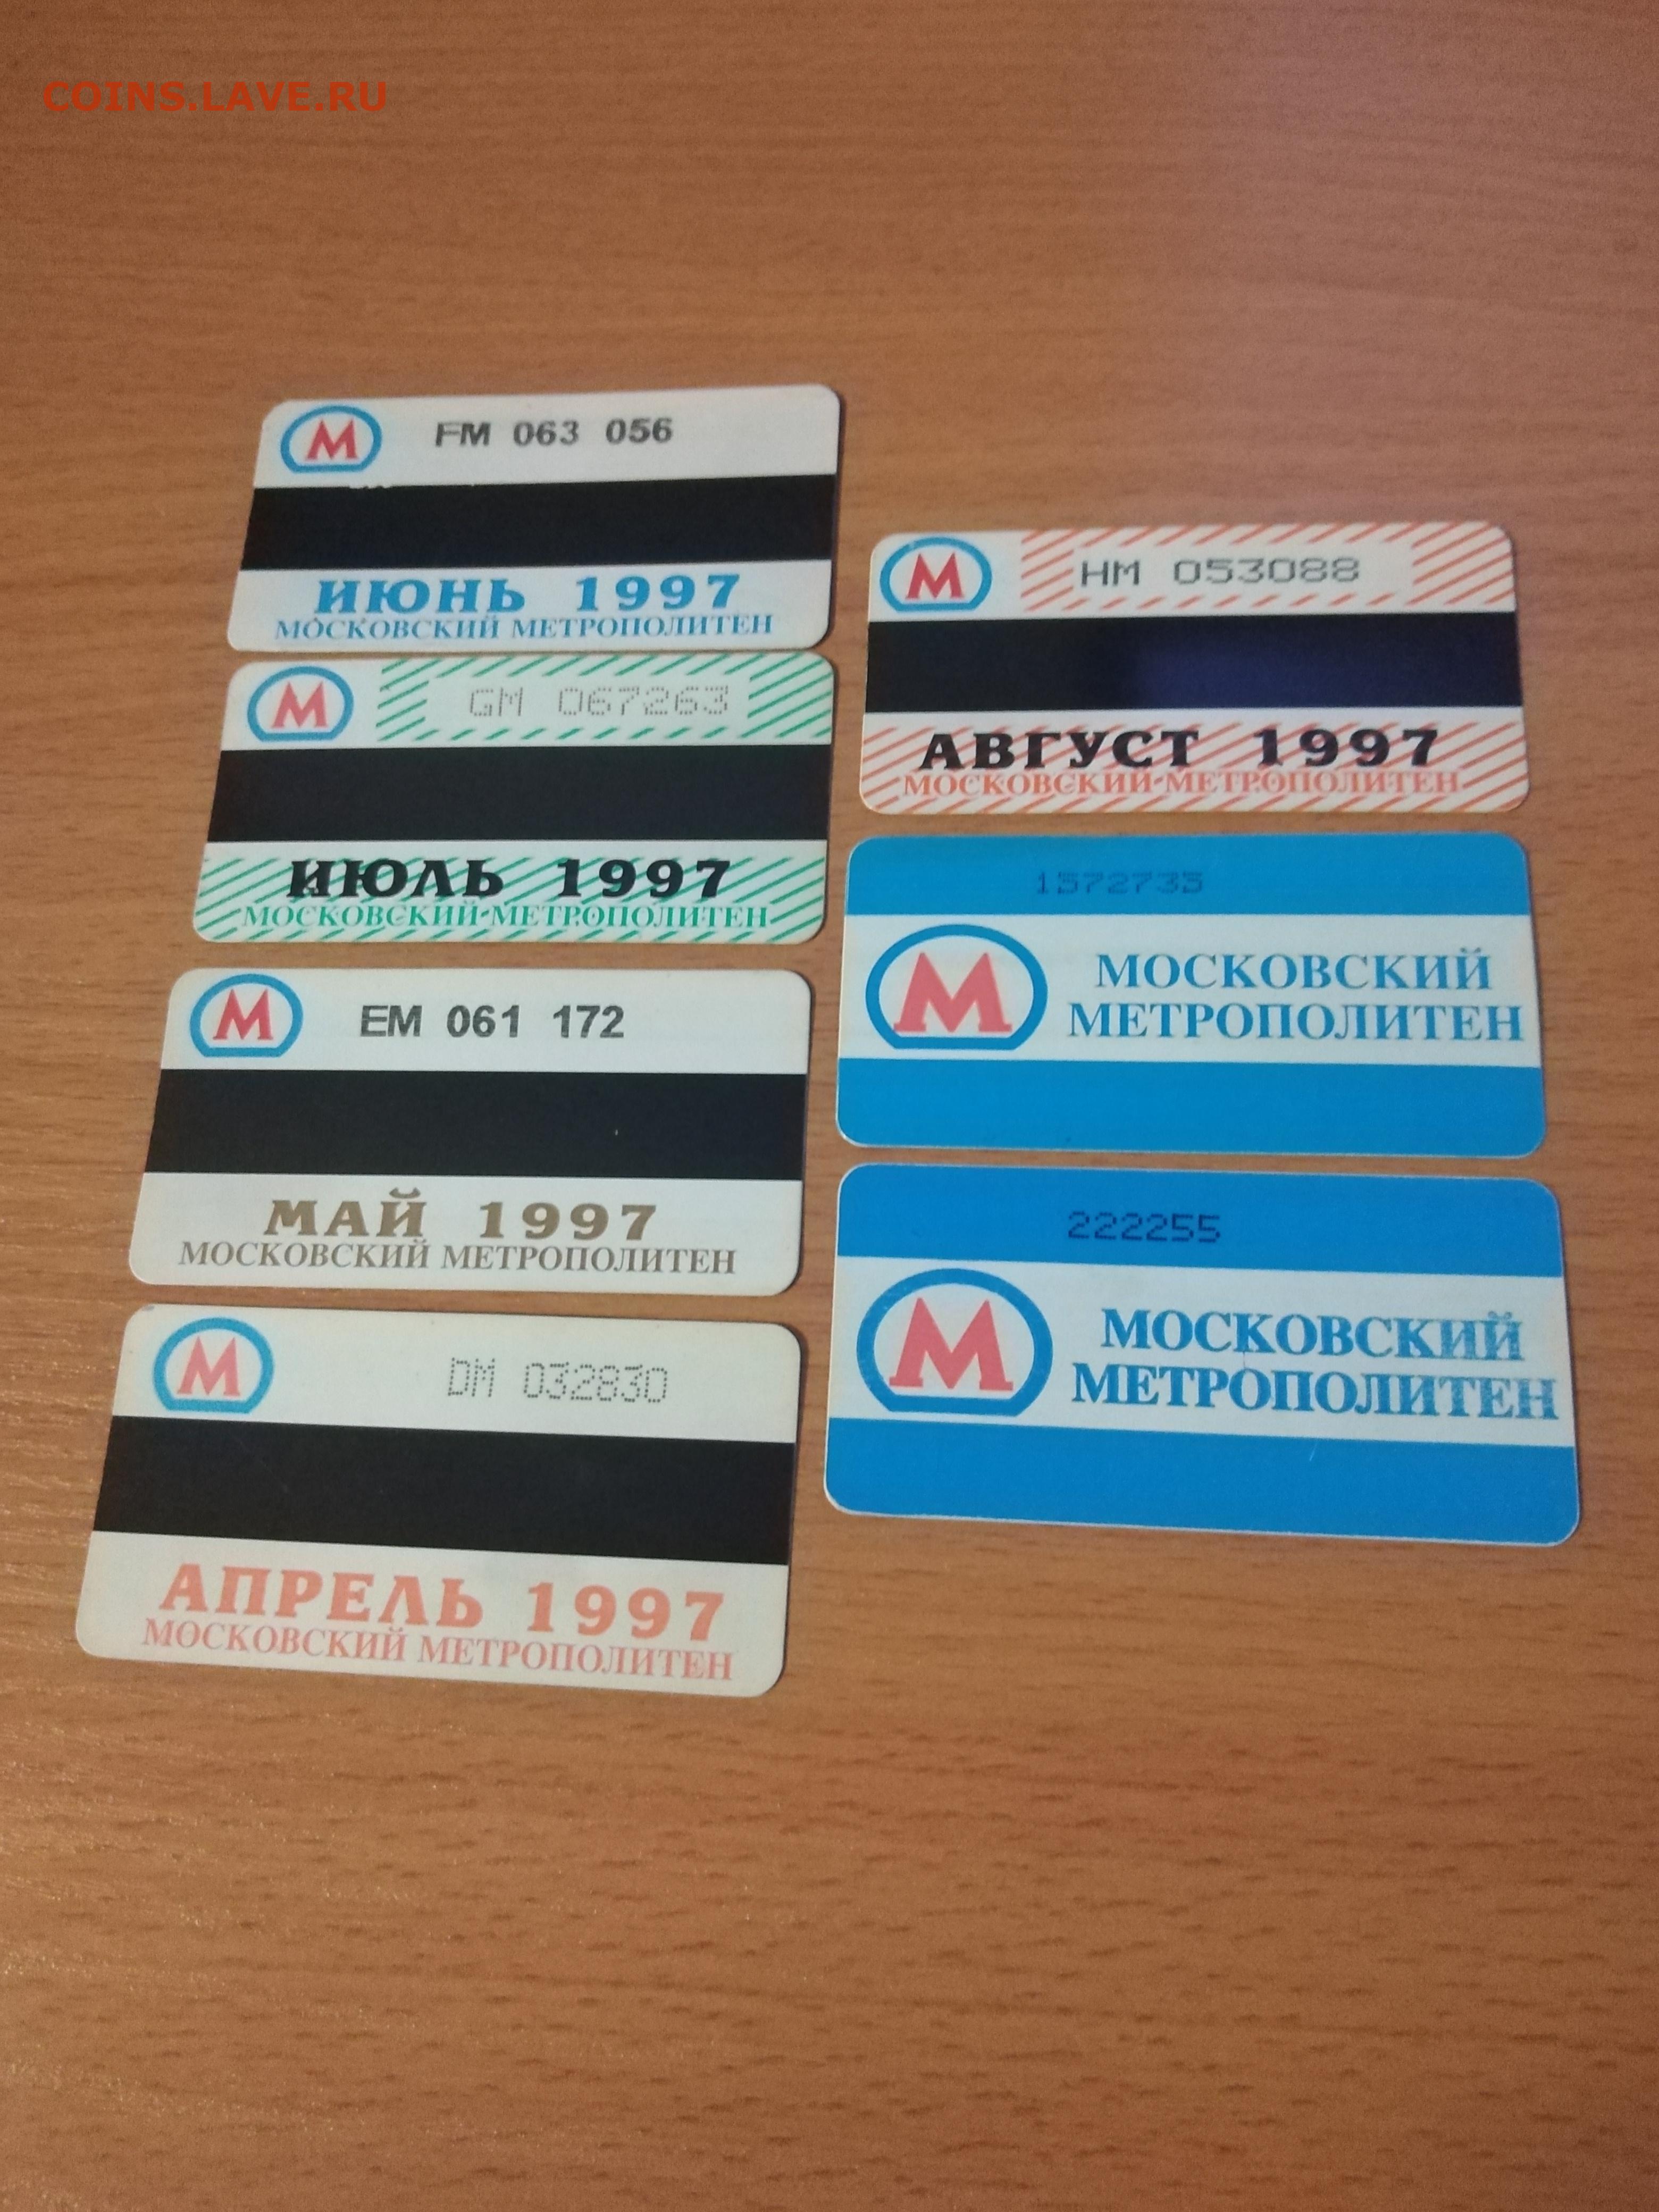 COINS.LAVE.RU
М FM 063 056
ИЮНЬ 1997
МОСКОВСКИЙ МЕТРОПОЛИТЕН
М GM 067263
ИЮЛЬ 1997
МОСКОВСКИЙ МЕТРОПОЛИТЕН
М EM 061 172
МАЙ 1997
МОСКОВСКИЙ МЕТРОПОЛИТЕН
М DM 032830
АПРЕЛЬ 1997
МОСКОВСКИЙ МЕТРОПОЛИТЕН
М HM 053088
АВГУСТ 1997
МОСКОВСКИЙ МЕТРОПОЛИТЕН
1572735
М МОСКОВСКИЙ
МЕТРОПОЛИТЕН
222255
М МОСКОВСКИЙ
МЕТРОПОЛИТЕН